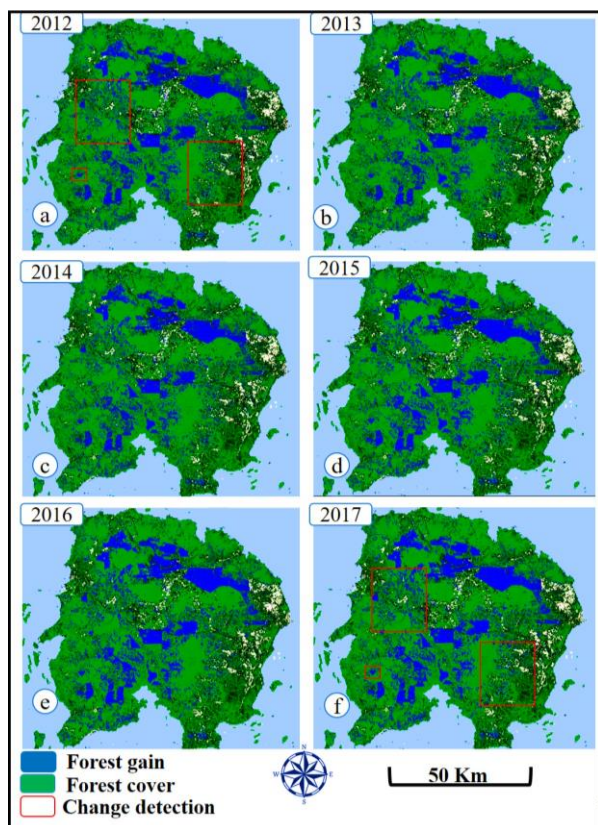 2012
2013
a
b
2014
2015
c
d
2016
2017
e
f
Forest gain
Forest cover
Change detection
N
W
E
S
50 Km